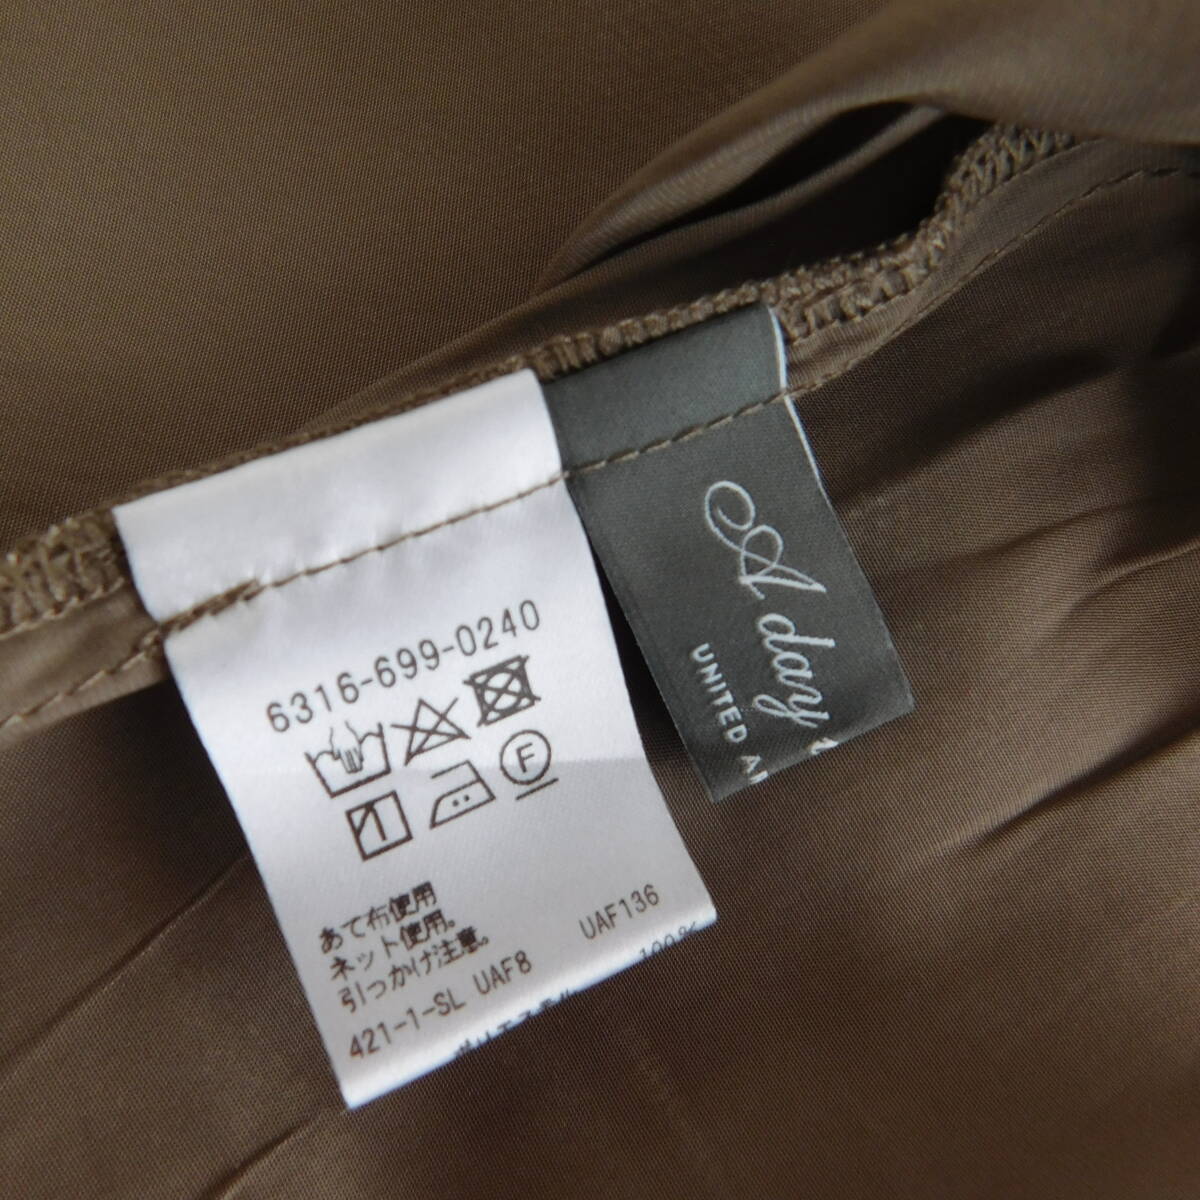 6316-699-0240
F
あて布使用
ネット使用。
引っかけ注意。
421-1-SL UAF8 UAF136
100%
A day
UNITED